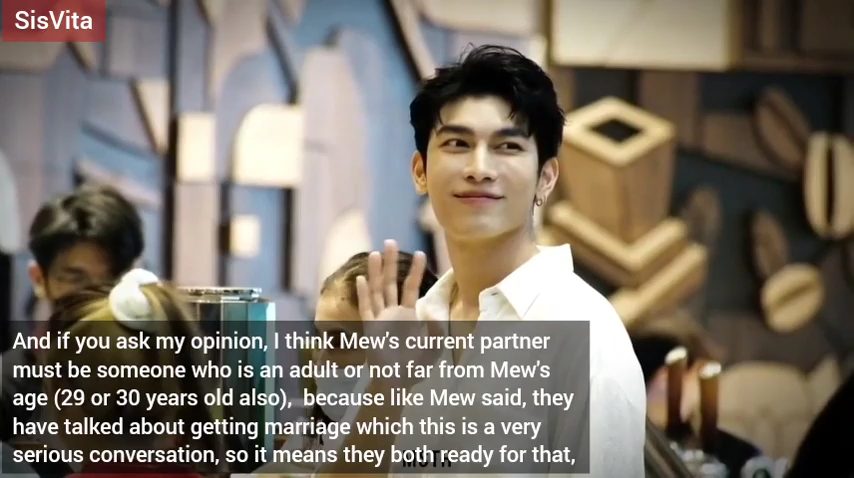 SisVita
And if you ask my opinion, I think Mew's current partner
must be someone who is an adult or not far from Mew's
age (29 or 30 years old also),  because like Mew said, they
have talked about getting marriage which this is a very
serious conversation, so it means they both ready for that,